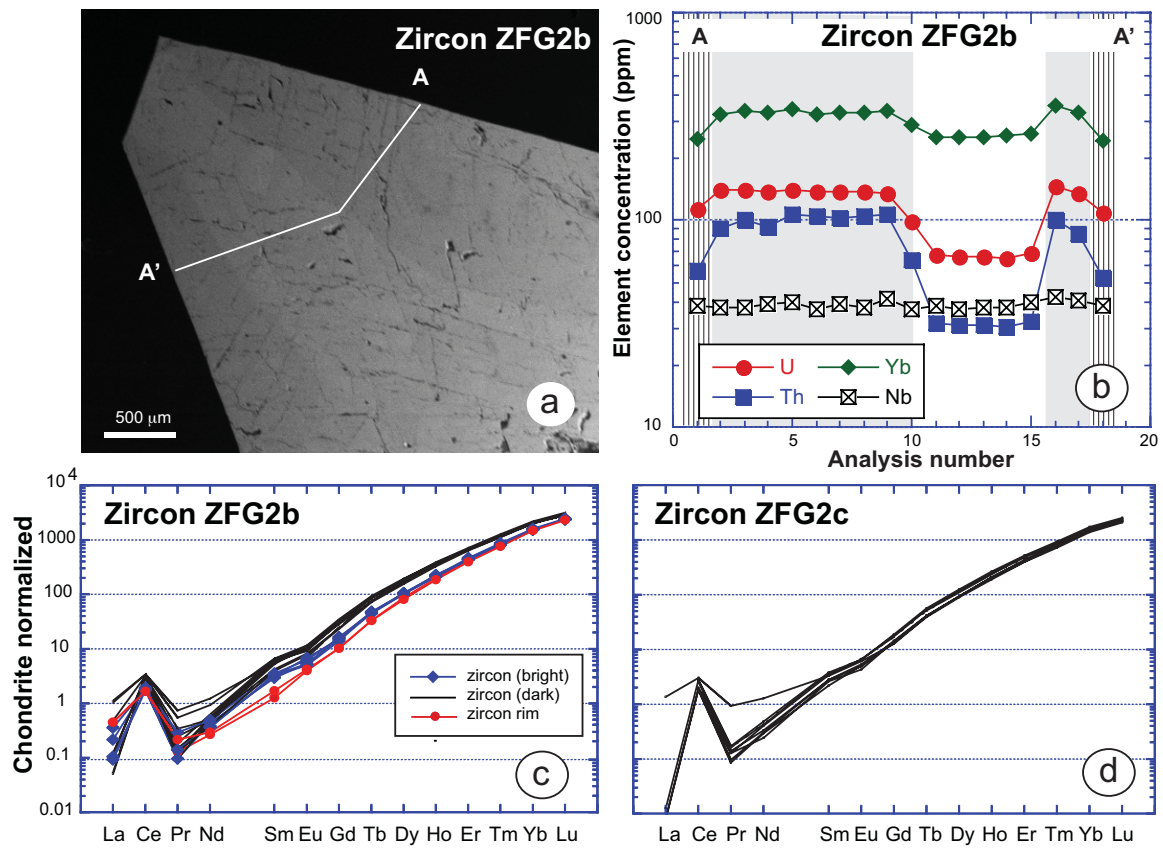 Zircon ZFG2b
A
A'
500 μm
a
Zircon ZFG2b
A
A'
Element concentration (ppm)
1000
100
10
U
Yb
Th
Nb
b
0
5
10
15
20
Analysis number
Zircon ZFG2b
Chondrite normalized
10⁴
1000
100
10
1
0.1
0.01
zircon (bright)
zircon (dark)
zircon rim
c
La Ce Pr Nd Sm Eu Gd Tb Dy Ho Er Tm Yb Lu
Zircon ZFG2c
d
La Ce Pr Nd Sm Eu Gd Tb Dy Ho Er Tm Yb Lu